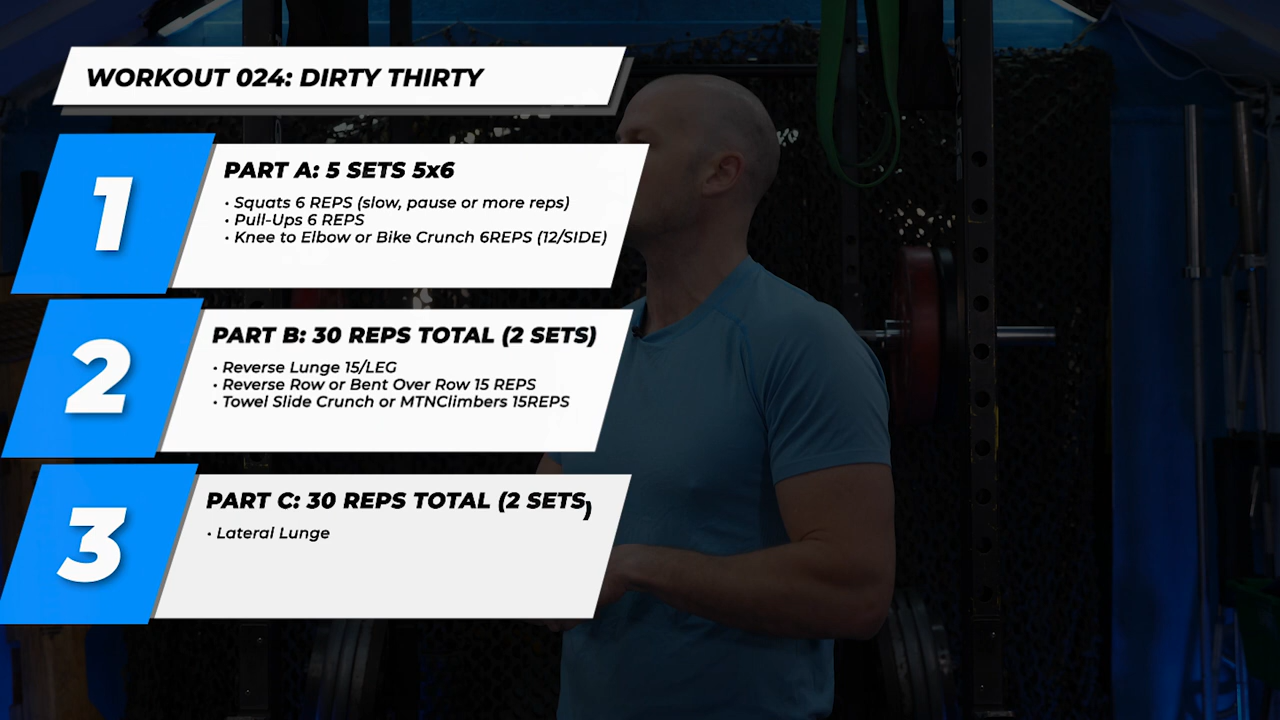 WORKOUT 024: DIRTY THIRTY
1
PART A: 5 SETS 5x6
• Squats 6 REPS (slow, pause or more reps)
• Pull-Ups 6 REPS
• Knee to Elbow or Bike Crunch 6REPS (12/SIDE)
2
PART B: 30 REPS TOTAL (2 SETS)
• Reverse Lunge 15/LEG
• Reverse Row or Bent Over Row 15 REPS
• Towel Slide Crunch or MTNClimbers 15REPS
3
PART C: 30 REPS TOTAL (2 SETS)
• Lateral Lunge